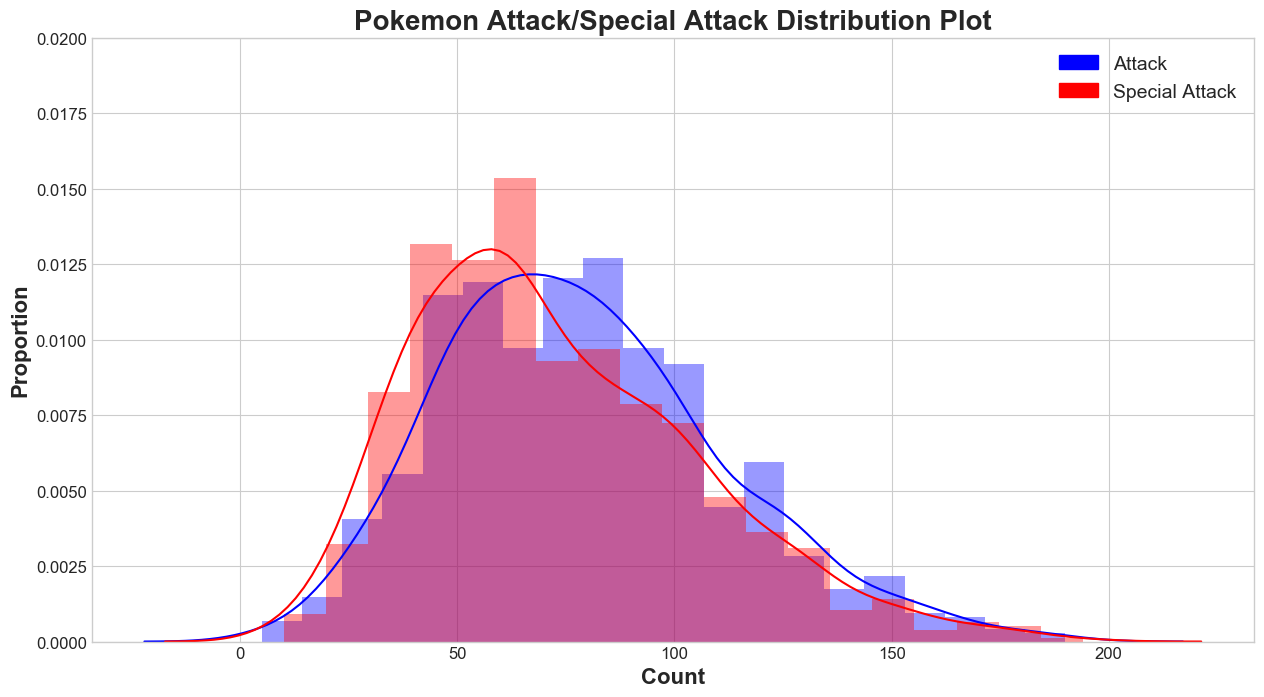 Pokemon Attack/Special Attack Distribution Plot
0.0200
0.0175
0.0150
0.0125
0.0100
0.0075
0.0050
0.0025
0.0000
Proportion
Attack
Special Attack
0 50 100 150 200
Count